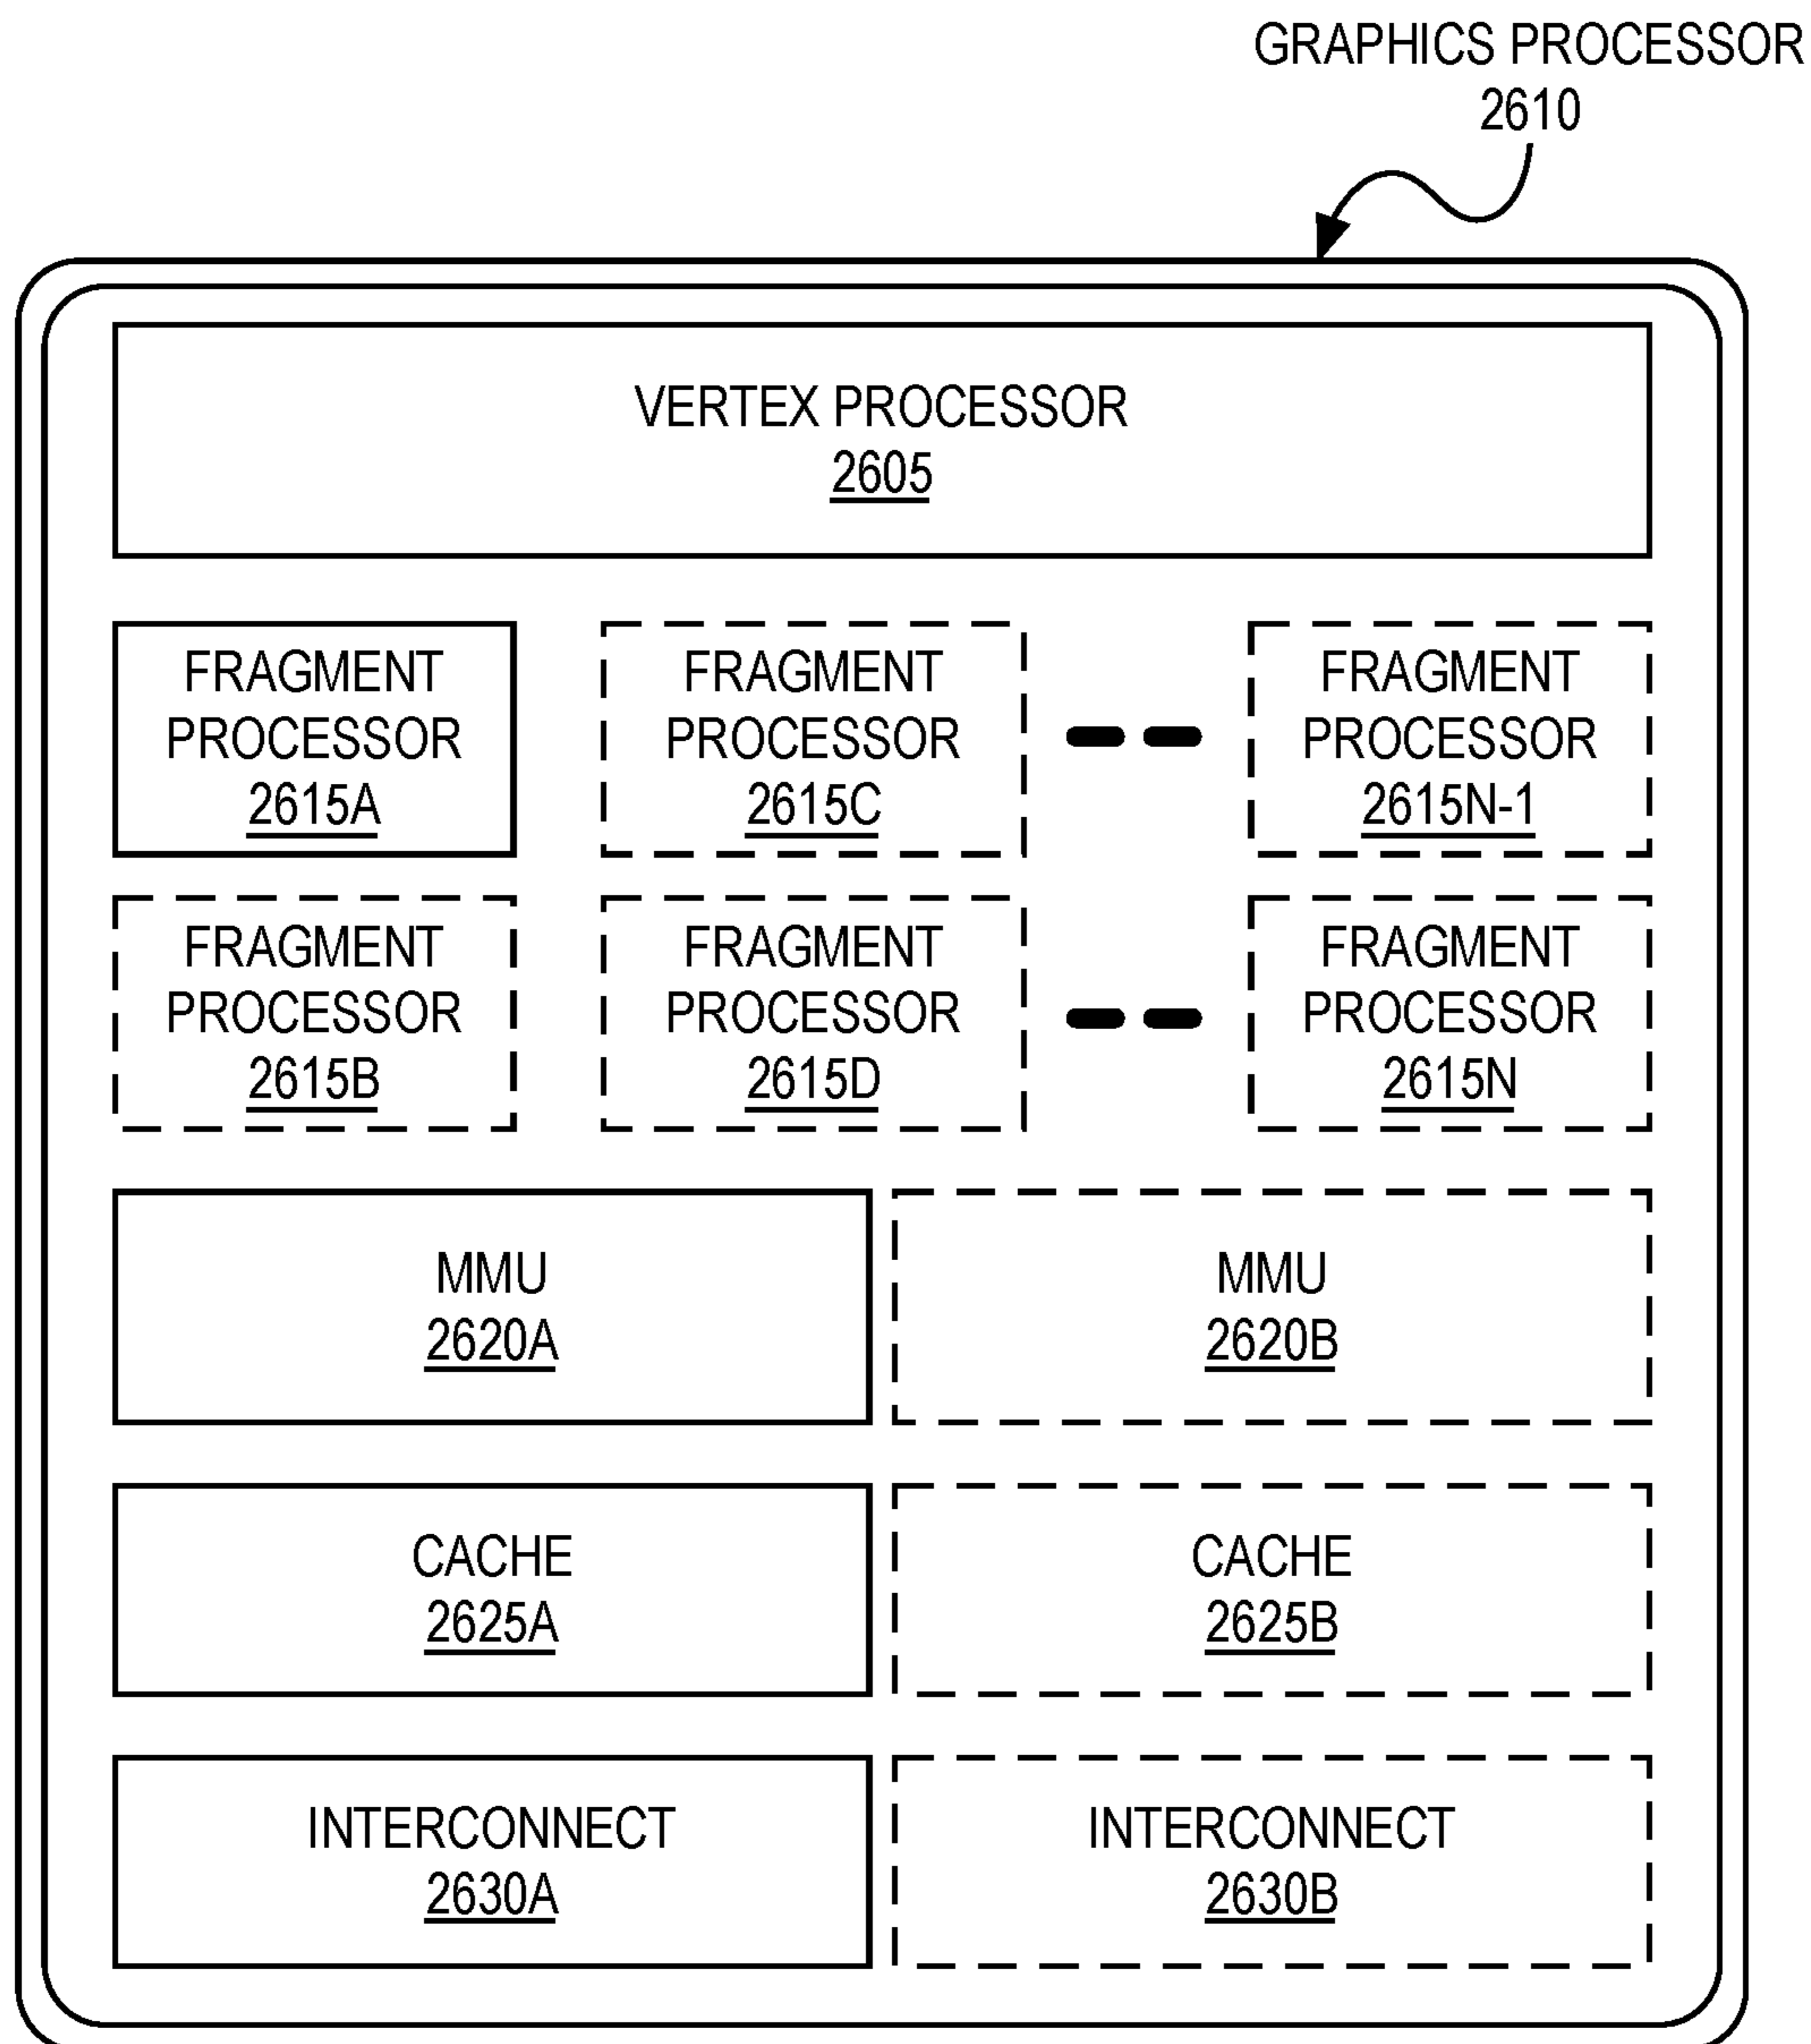 GRAPHICS PROCESSOR
2610
VERTEX PROCESSOR
2605
FRAGMENT
PROCESSOR
2615A
FRAGMENT
PROCESSOR
2615C
FRAGMENT
PROCESSOR
2615N-1
FRAGMENT
PROCESSOR
2615B
FRAGMENT
PROCESSOR
2615D
FRAGMENT
PROCESSOR
2615N
MMU
2620A
MMU
2620B
CACHE
2625A
CACHE
2625B
INTERCONNECT
2630A
INTERCONNECT
2630B